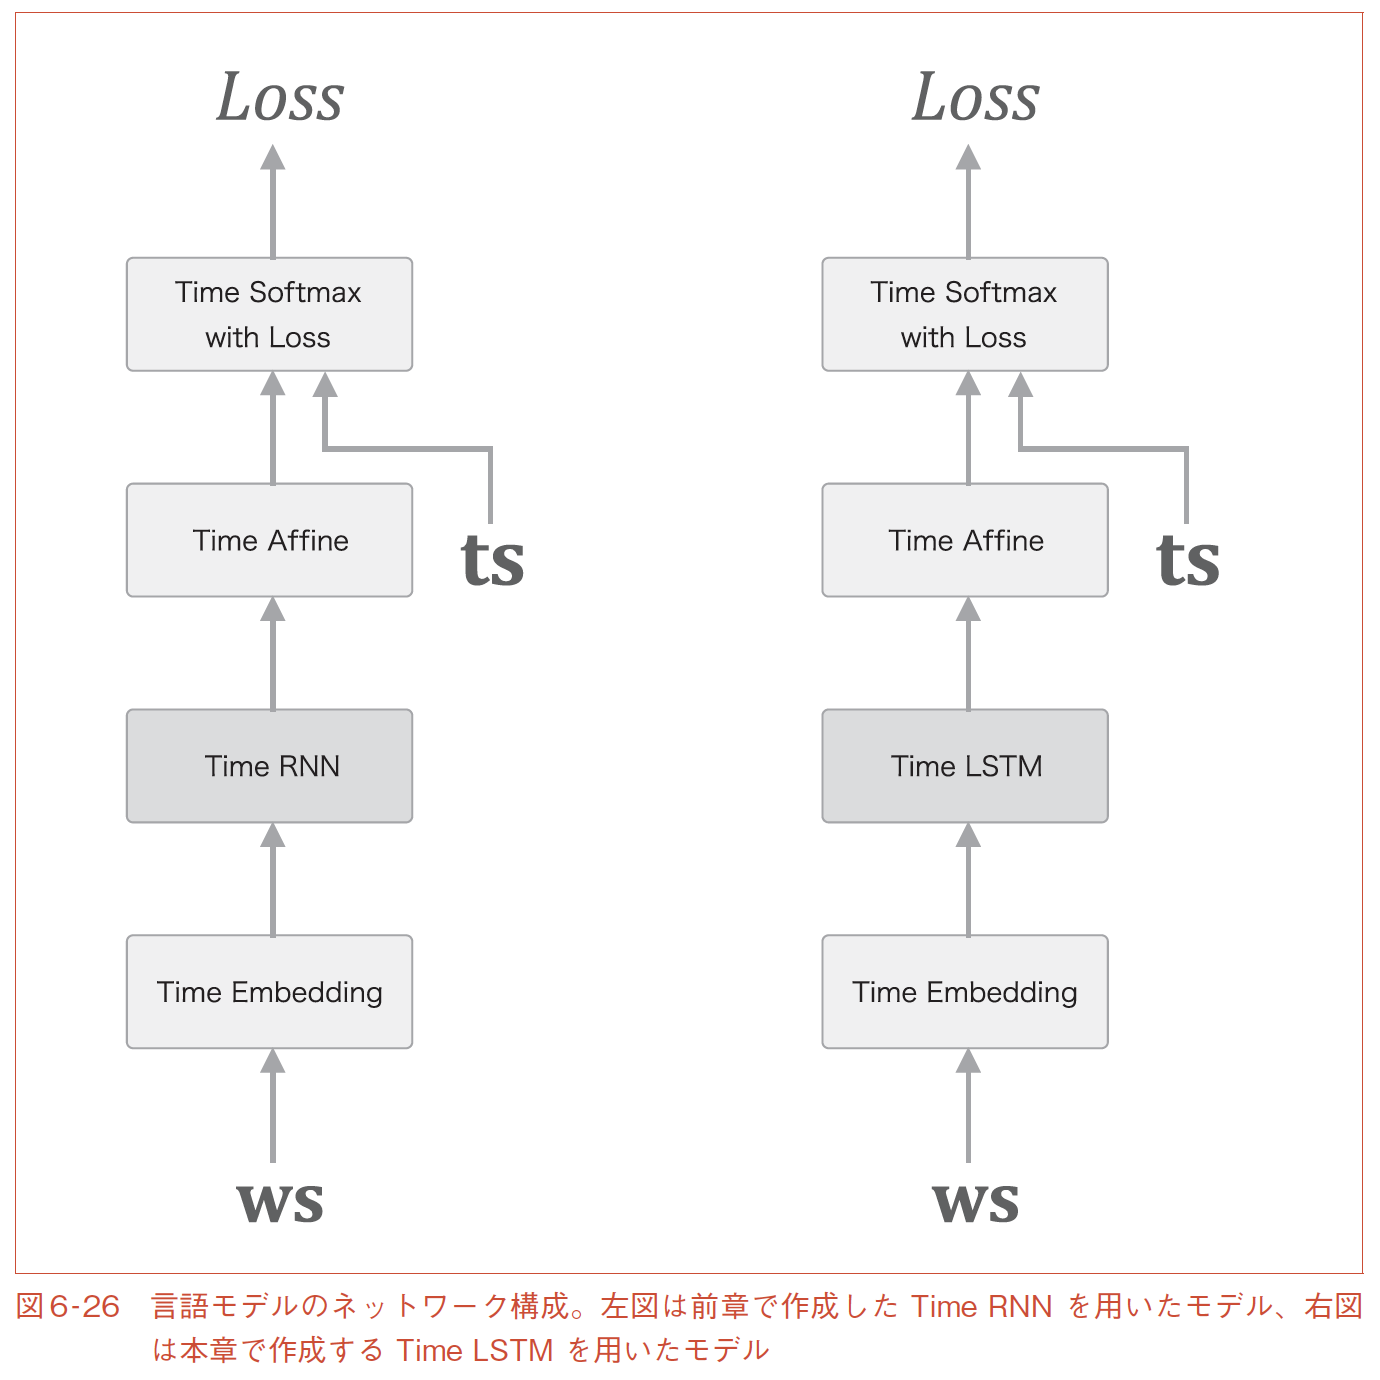 Loss
Time Softmax
with Loss
Time Affine
ts
Time RNN
Time Embedding
ws
Loss
Time Softmax
with Loss
Time Affine
ts
Time LSTM
Time Embedding
ws
図6-26 言語モデルのネットワーク構成。左図は前章で作成した Time RNN を用いたモデル、右図
は本章で作成する Time LSTM を用いたモデル